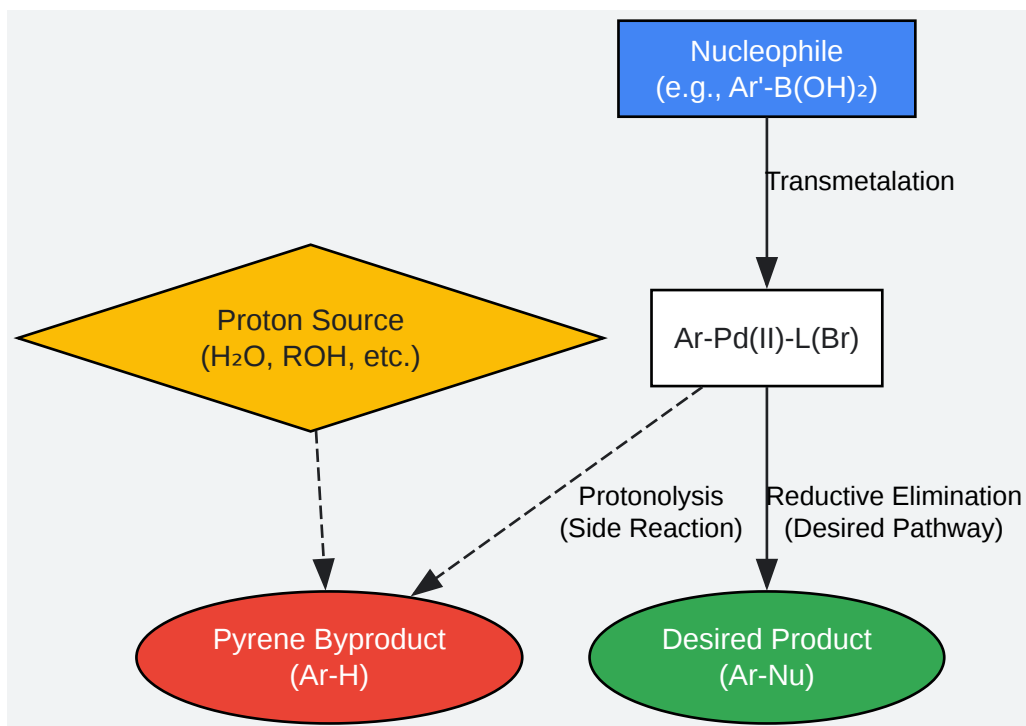 Nucleophile
(e.g., Ar'-B(OH)₂)
Transmetalation
Proton Source
(H₂O, ROH, etc.)
Ar-Pd(II)-L(Br)
Protonolysis
(Side Reaction)
Reductive Elimination
(Desired Pathway)
Pyrene Byproduct
(Ar-H)
Desired Product
(Ar-Nu)